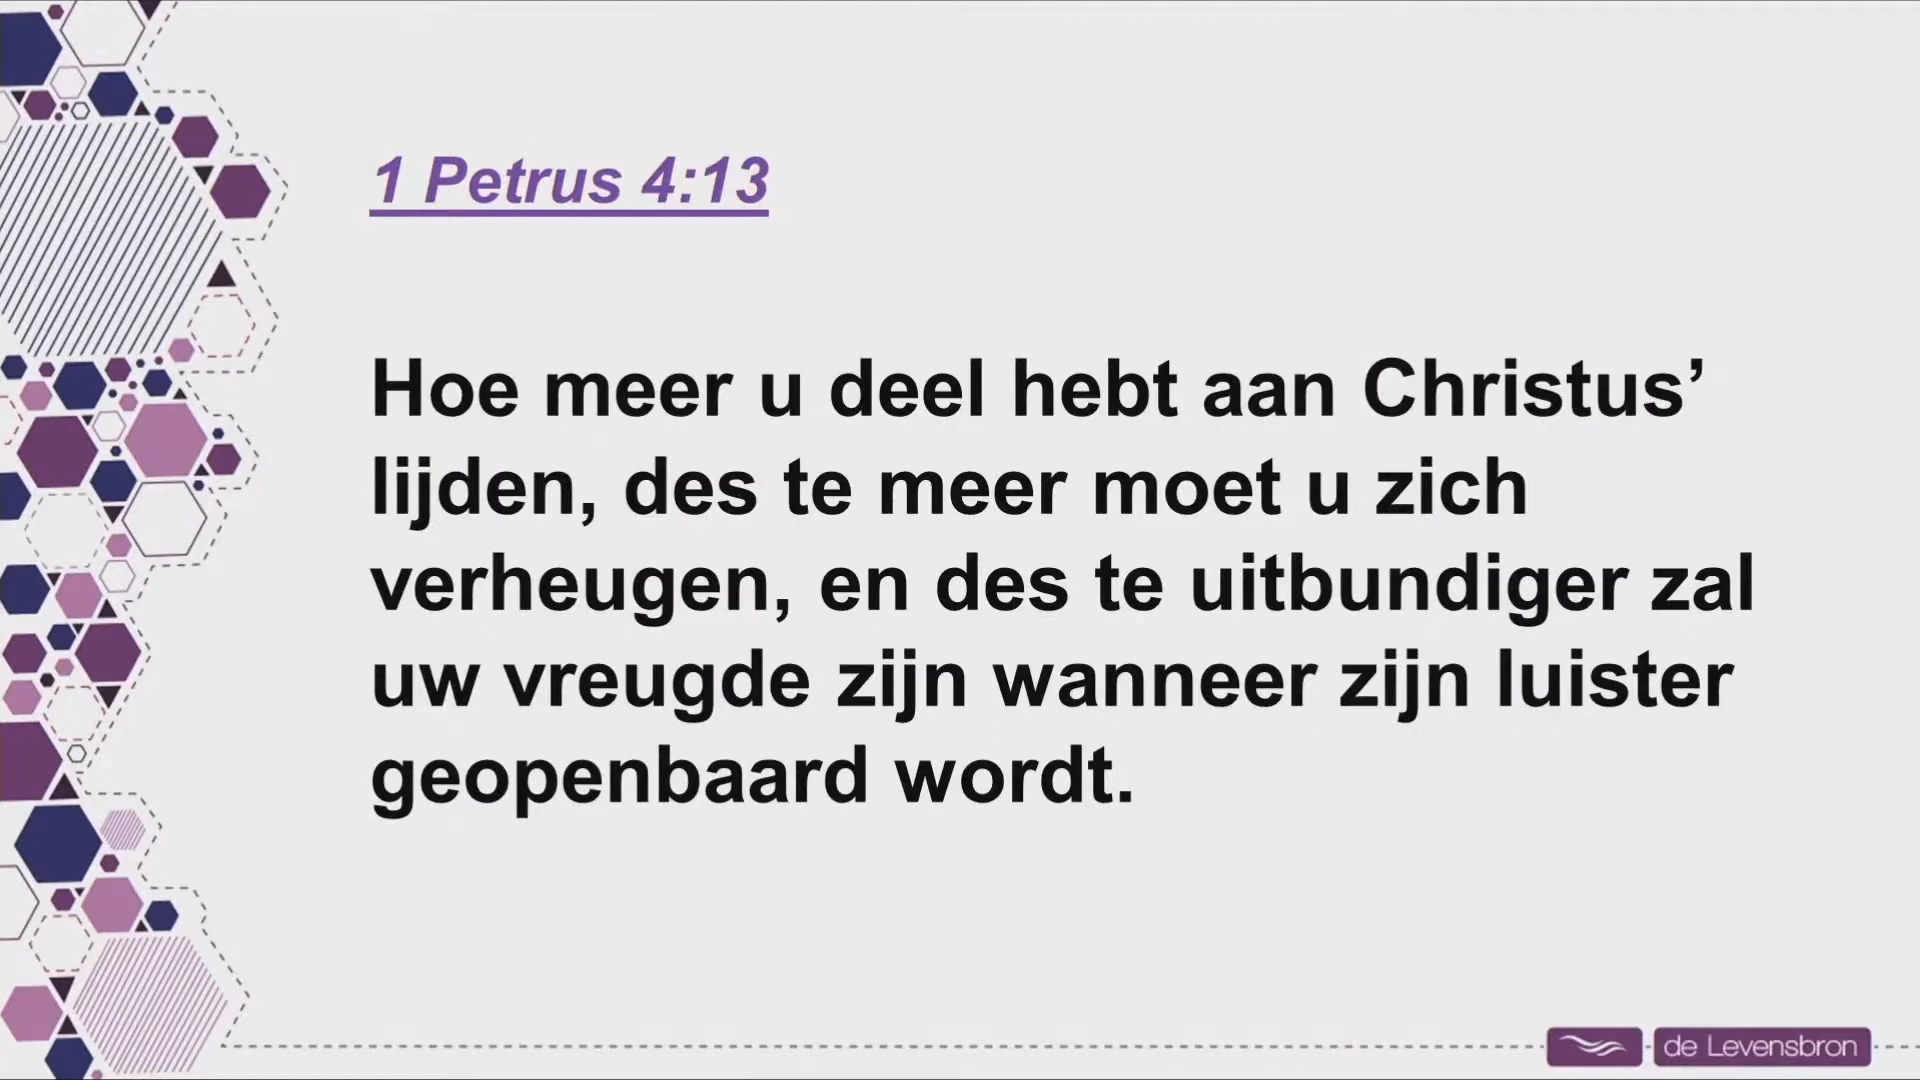 1 Petrus 4:13
Hoe meer u deel hebt aan Christus’
lijden, des te meer moet u zich
verheugen, en des te uitbundiger zal
uw vreugde zijn wanneer zijn luister
geopenbaard wordt.
de Levensbron